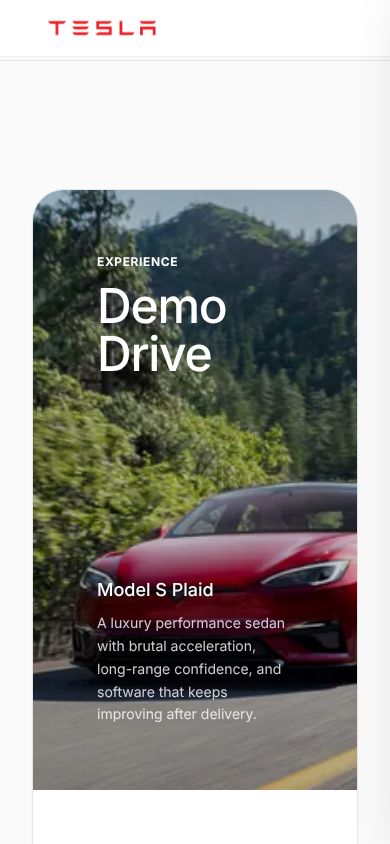 TESLA
EXPERIENCE
Demo
Drive
Model S Plaid
A luxury performance sedan
with brutal acceleration,
long-range confidence, and
software that keeps
improving after delivery.